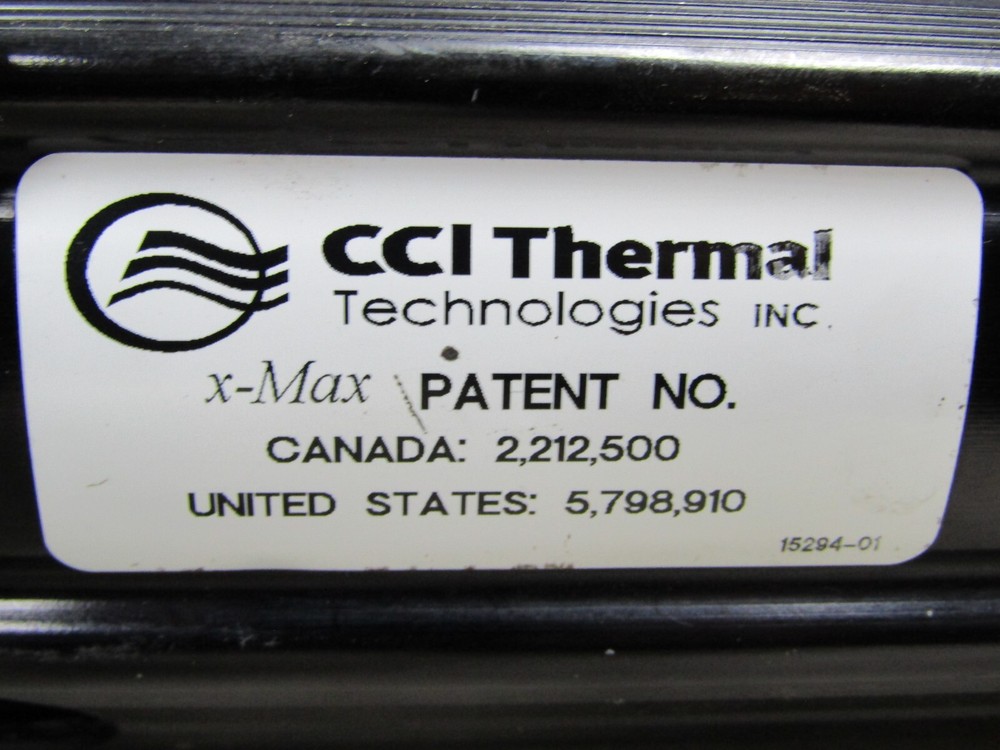 CCI Thermal
Technologies INC.
x-Max PATENT NO.
CANADA: 2,212,500
UNITED STATES: 5,798,910
15294-01